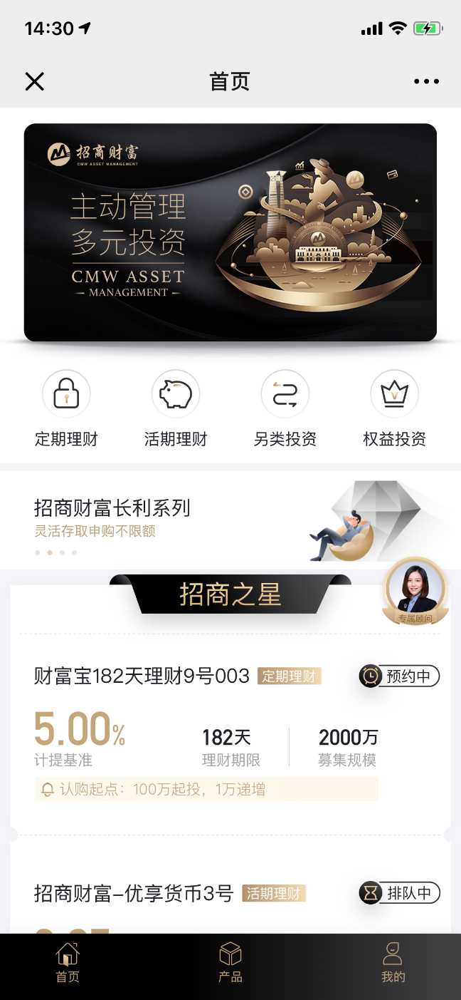 14:30
首页
招商财富
CMW ASSET MANAGEMENT
主动管理
多元投资
CMW ASSET
MANAGEMENT
定期理财
活期理财
另类投资
权益投资
招商财富长利系列
灵活存取申购不限额
招商之星
专属顾问
财富宝182天理财9号003
定期理财
预约中
5.00%
182天
2000万
计提基准
理财期限
募集规模
认购起点：100万起投，1万递增
招商财富-优享货币3号
活期理财
排队中
首页
产品
我的